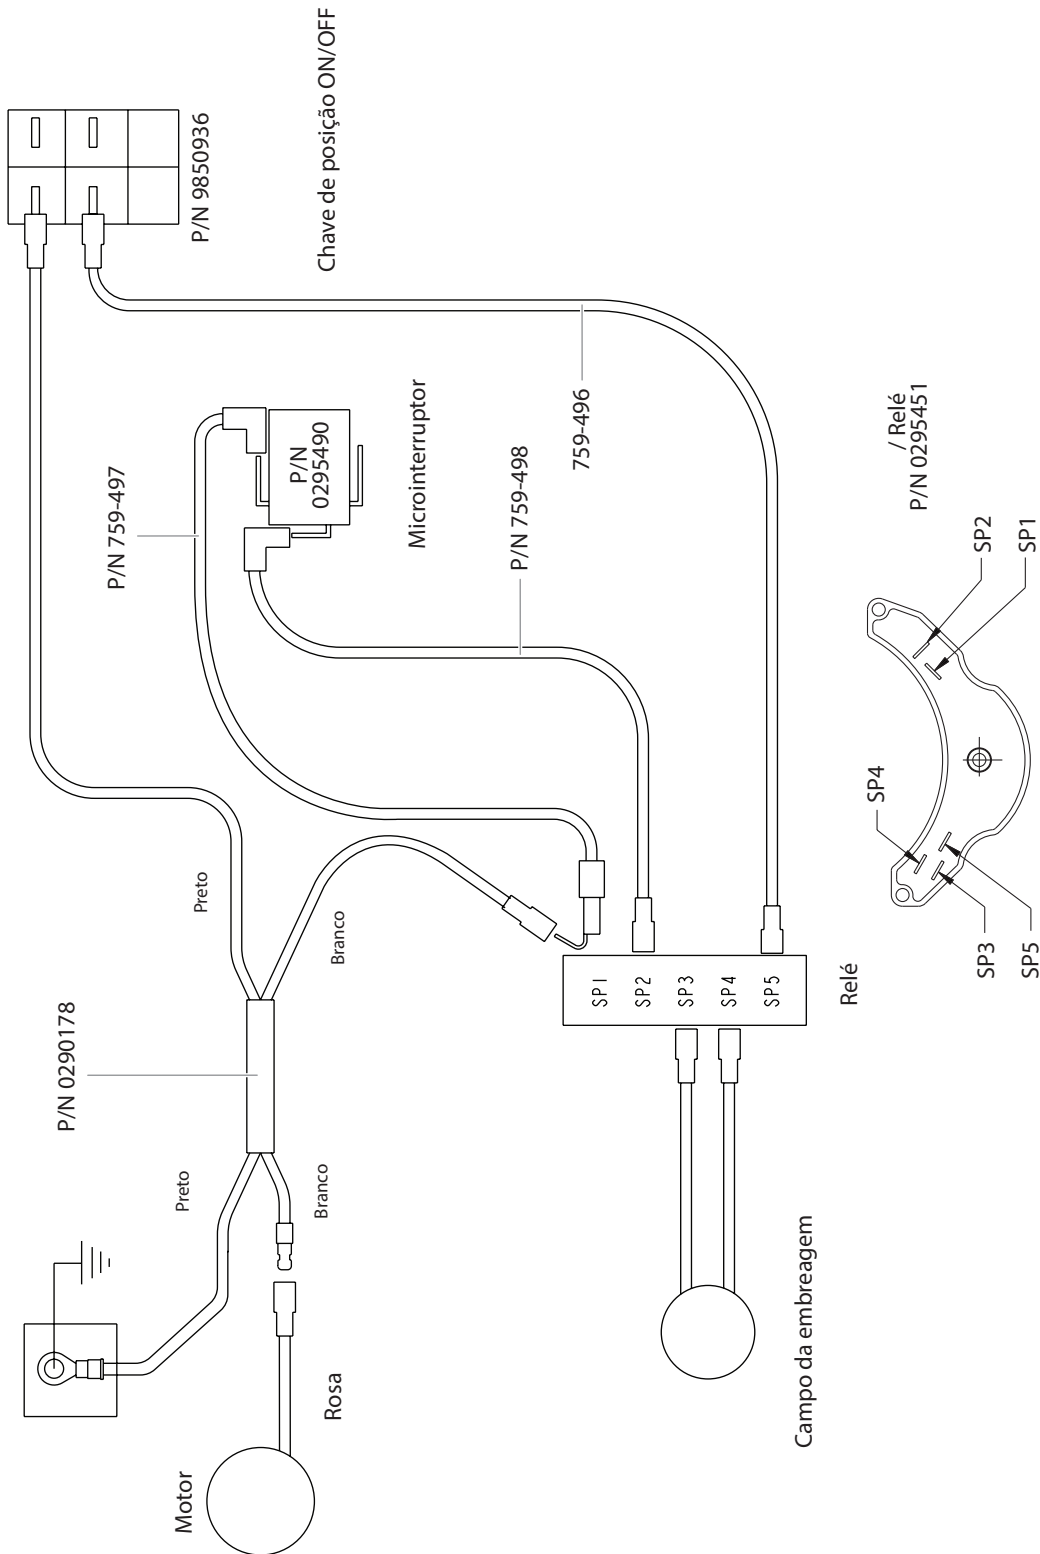 Motor
Rosa
Preto
Branco
P/N 0290178
Preto
Branco
P/N 759-497
P/N
0295490
Microinterruptor
P/N 759-498
759-496
P/N 9850936
Chave de posição ON/OFF
Campo da embreagem
SP1
SP2
SP3
SP4
SP5
Relé
SP3
SP5
SP4
SP2
SP1
/ Relé
P/N 0295451